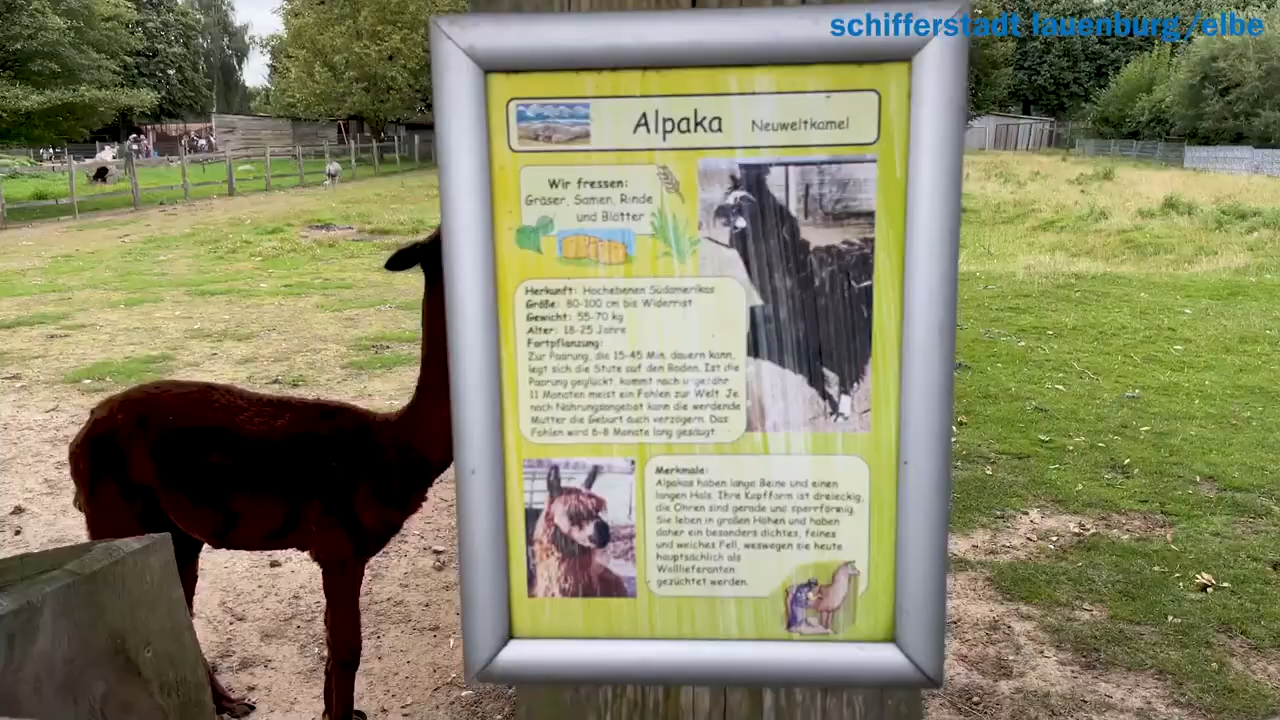 schifferstadt lauenburg/elbe
Alpaka Neuweltkamel
Wir fressen:
Gräser, Samen, Rinde
und Blätter
Herkunft: Hochebenen Südamerikas
Größe: 80-100 cm bis Widerrist
Gewicht: 55-70 kg
Alter: 18-25 Jahre
Fortpflanzung:
Zur Paarung, die 15-45 Min. dauern kann,
legt sich die Stute auf den Boden. Ist die
Paarung geglückt, kommt nach ungefähr
11 Monaten meist ein Fohlen zur Welt. Je
nach Nahrungsangebot kann die werdende
Mutter die Geburt auch verzögern. Das
Fohlen wird 6-8 Monate lang gesäugt.
Merkmale:
Alpakas haben lange Beine und einen
langen Hals. Ihre Kopfform ist dreieckig,
die Ohren sind gerade und speerförmig.
Sie leben in großen Höhen und haben
daher ein besonders dichtes, feines
und weiches Fell, weswegen sie heute
hauptsächlich als
Wolllieferanten
gezüchtet werden.